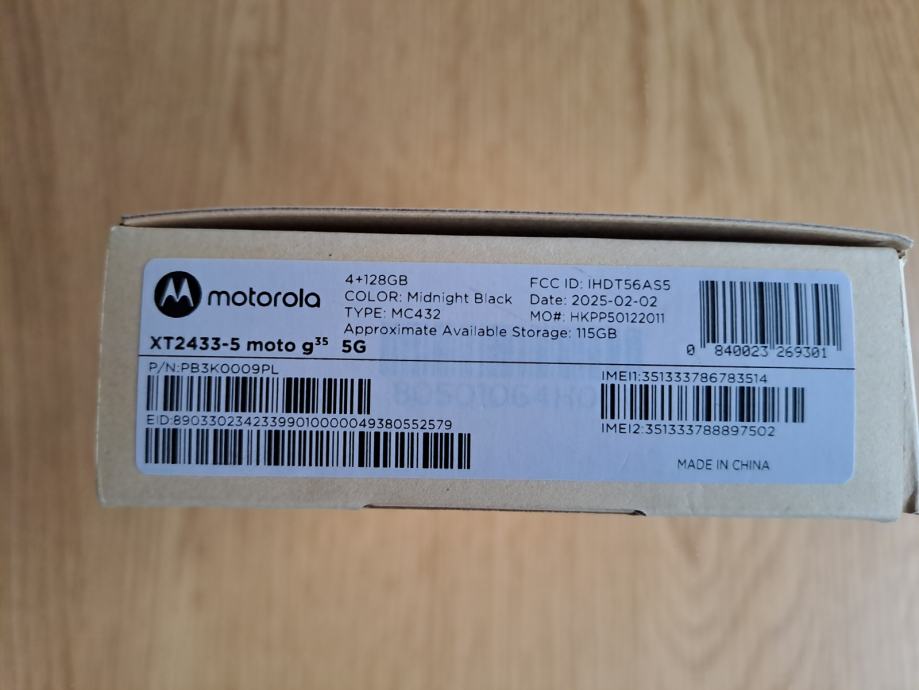 motorola
4+128GB
COLOR: Midnight Black
TYPE: MC432
Approximate Available Storage: 115GB
FCC ID: IHDT56AS5
Date: 2025-02-02
MO#: HKPP50122011
0 840023 269301
XT2433-5 moto g35 5G
P/N:PB3K0009PL
EID:89033023423399010000049380552579
IMEI1:351333786783514
IMEI2:351333788897502
MADE IN CHINA